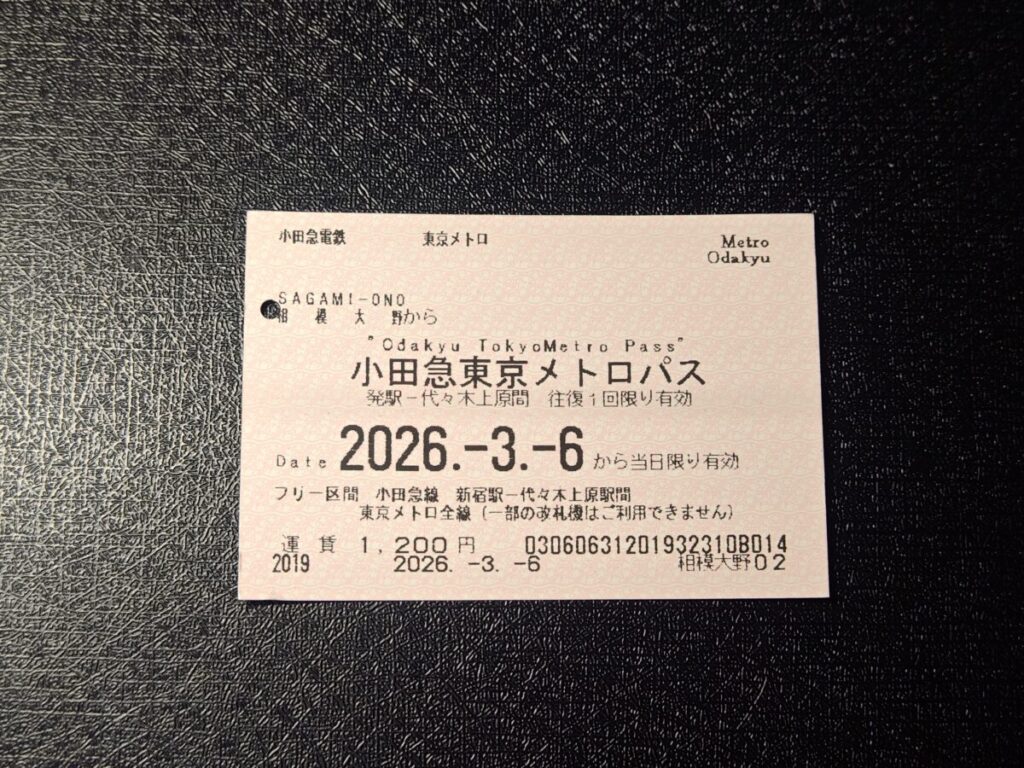 小田急電鉄 東京メトロ Metro
Odakyu
SAGAMI-ONO
相模大野から
"Odakyu TokyoMetro Pass"
小田急東京メトロパス
発駅－代々木上原間 往復1回限り有効
Date 2026.-3.-6から当日限り有効
フリー区間 小田急線 新宿駅－代々木上原駅間
東京メトロ全線(一部の改札機はご利用できません)
運賃 1,200円 03060631201932310B014
2019 2026.-3.-6 相模大野02